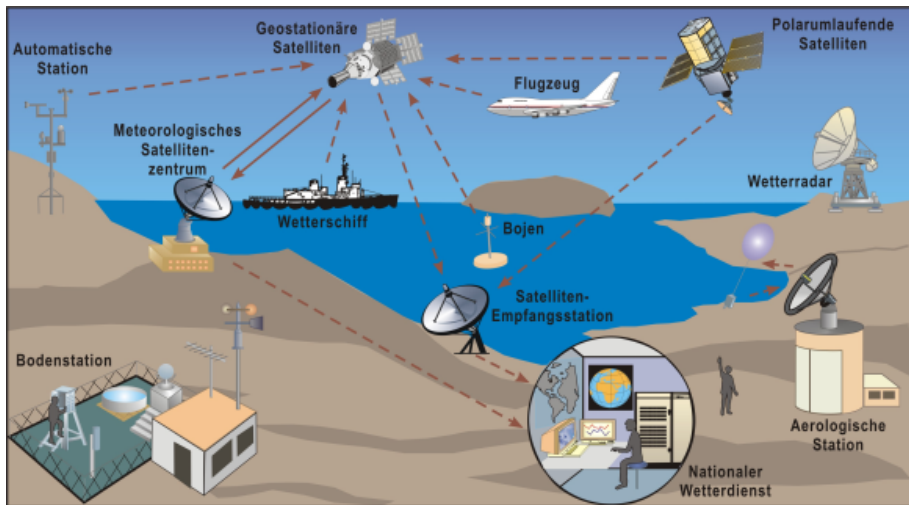 Automatische
Station
Geostationäre
Satelliten
Polarumlaufende
Satelliten
Flugzeug
Meteorologisches
Satelliten-
zentrum
Wetterradar
Wetterschiff
Bojen
Satelliten-
Empfangsstation
Bodenstation
Aerologische
Station
Nationaler
Wetterdienst